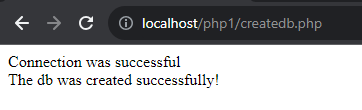 localhost/php1/createdb.php
Connection was successful
The db was created successfully!